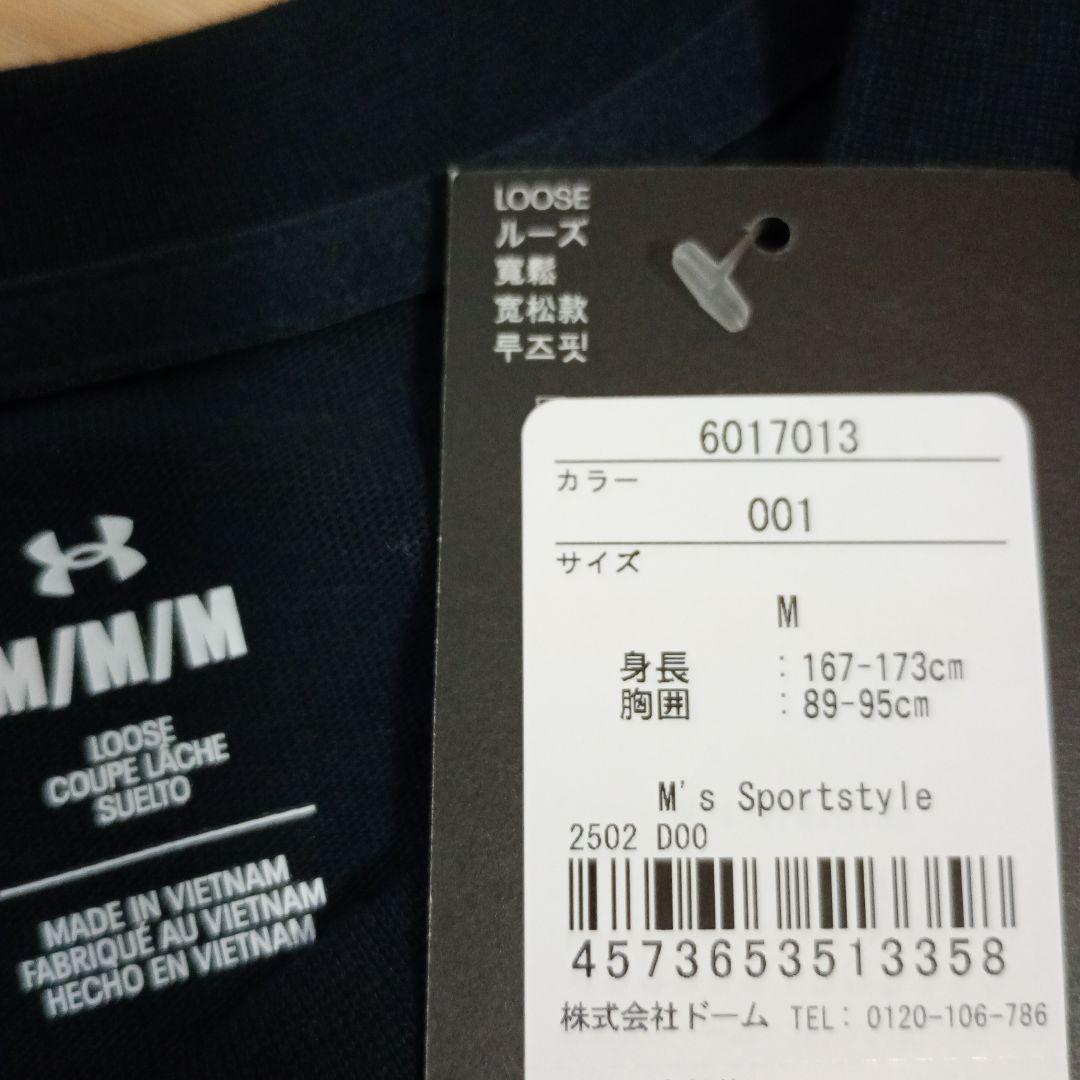 LOOSE
ルーズ
寬鬆
宽松款
루즈핏
6017013
カラー
001
サイズ
M
身長 : 167-173cm
胸囲 : 89-95cm
M's Sportstyle
2502 D00
4573653513358
株式会社ドーム TEL: 0120-106-786
M/M/M
LOOSE
COUPE LÂCHE
SUELTO
MADE IN VIETNAM
FABRIQUÉ AU VIETNAM
HECHO EN VIETNAM